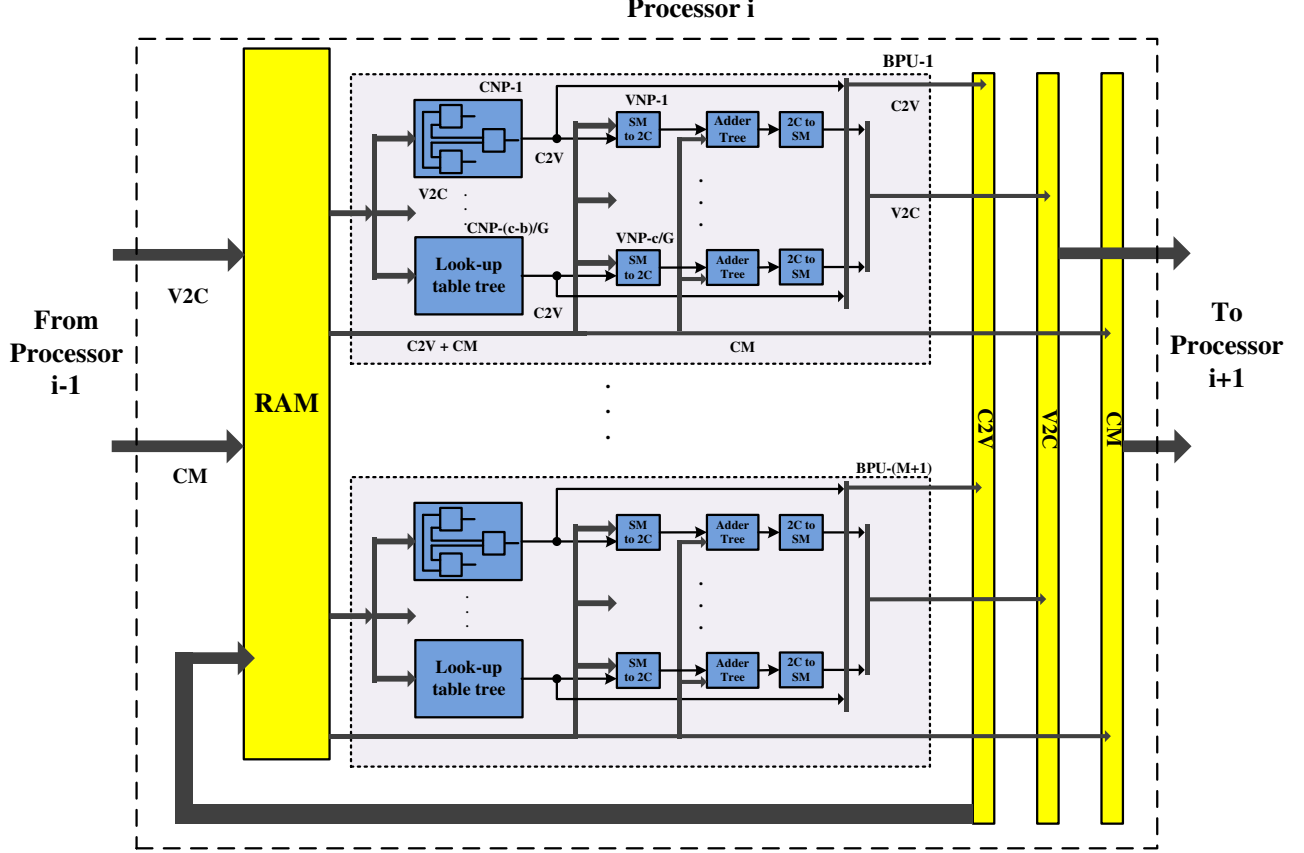 Processor i
BPU-1
CNP-1
VNP-1
C2V
SM
to 2C
Adder
Tree
2C to
SM
C2V
V2C
V2C
CNP-(c-b)/G
VNP-c/G
Look-up
table tree
SM
to 2C
Adder
Tree
2C to
SM
C2V
C2V + CM
CM
V2C
From
Processor
i-1
CM
RAM
To
Processor
i+1
C2V
V2C
CM
BPU-(M+1)
SM
to 2C
Adder
Tree
2C to
SM
Look-up
table tree
SM
to 2C
Adder
Tree
2C to
SM